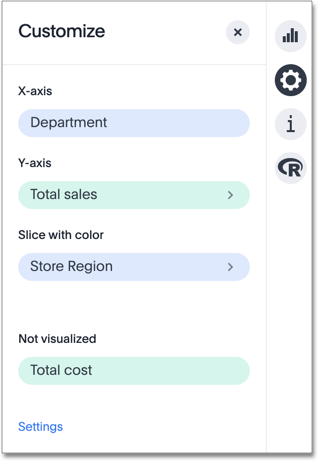 Customize
X-axis
Department
Y-axis
Total sales
Slice with color
Store Region
Not visualized
Total cost
Settings
i
R